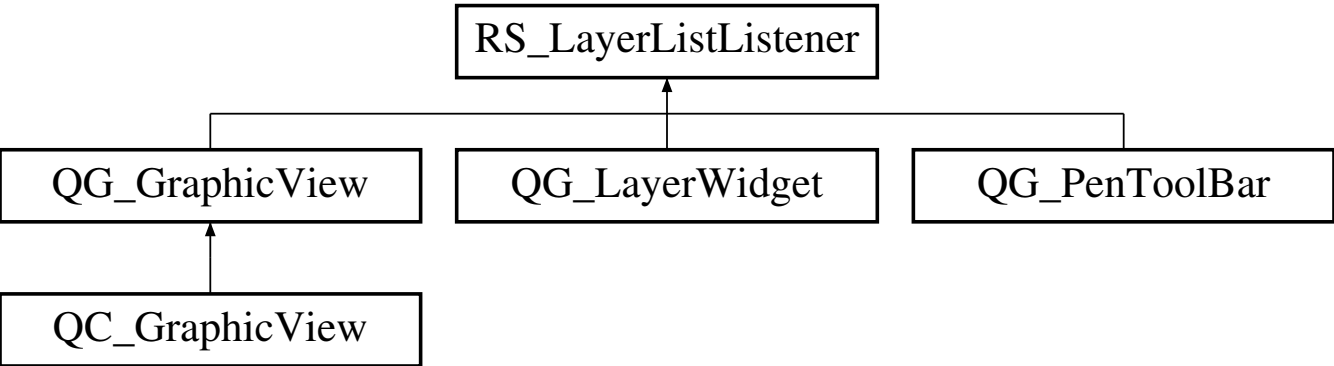 RS_LayerListListener
QG_GraphicView
QG_LayerWidget
QG_PenToolBar
QC_GraphicView